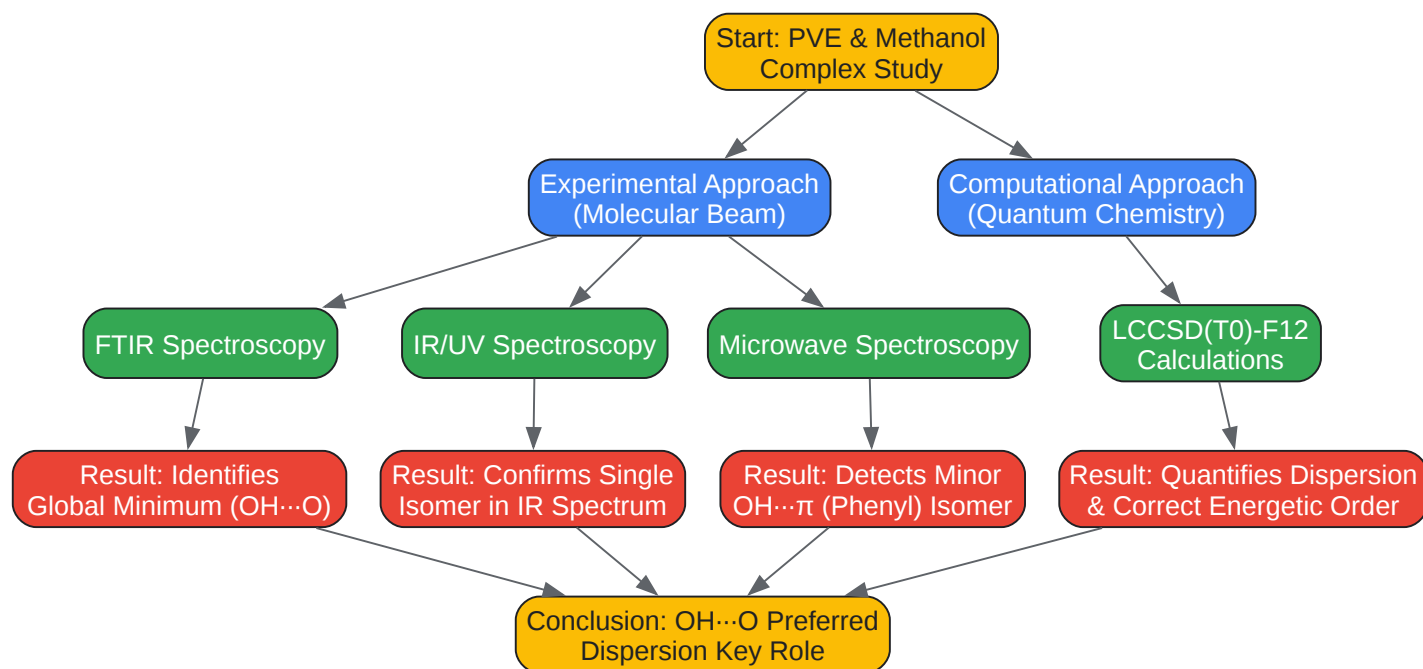 Start: PVE & Methanol
Complex Study
Experimental Approach
(Molecular Beam)
Computational Approach
(Quantum Chemistry)
FTIR Spectroscopy
IR/UV Spectroscopy
Microwave Spectroscopy
LCCSD(T0)-F12
Calculations
Result: Identifies
Global Minimum (OH···O)
Result: Confirms Single
Isomer in IR Spectrum
Result: Detects Minor
OH···π (Phenyl) Isomer
Result: Quantifies Dispersion
& Correct Energetic Order
Conclusion: OH···O Preferred
Dispersion Key Role